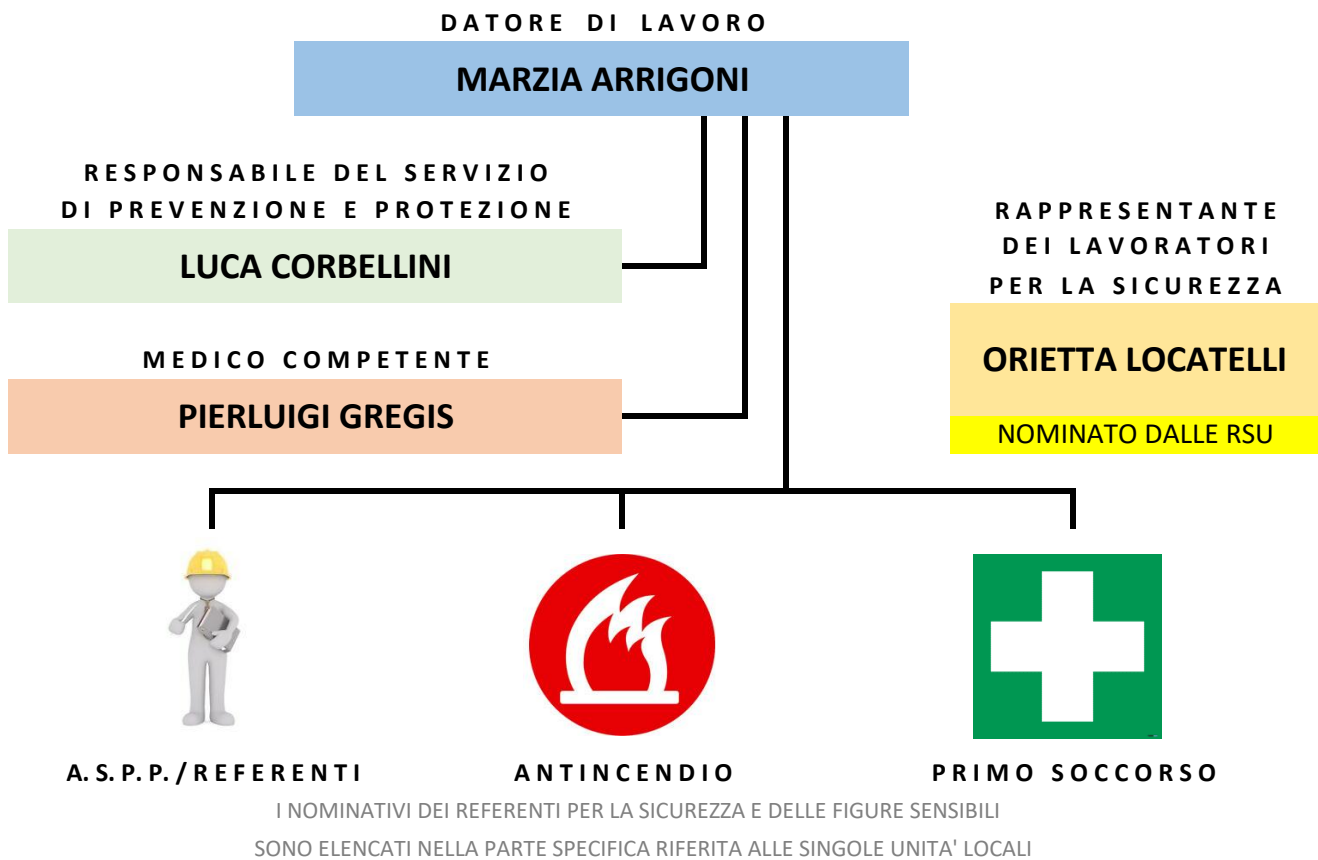 DATORE DI LAVORO
MARZIA ARRIGONI
RESPONSABILE DEL SERVIZIO
DI PREVENZIONE E PROTEZIONE
LUCA CORBELLINI
MEDICO COMPETENTE
PIERLUIGI GREGIS
RAPPRESENTANTE
DEI LAVORATORI
PER LA SICUREZZA
ORIETTA LOCATELLI
NOMINATO DALLE RSU
A.S.P.P./REFERENTI
ANTINCENDIO
PRIMO SOCCORSO
I NOMINATIVI DEI REFERENTI PER LA SICUREZZA E DELLE FIGURE SENSIBILI
SONO ELENCATI NELLA PARTE SPECIFICA RIFERITA ALLE SINGOLE UNITA' LOCALI